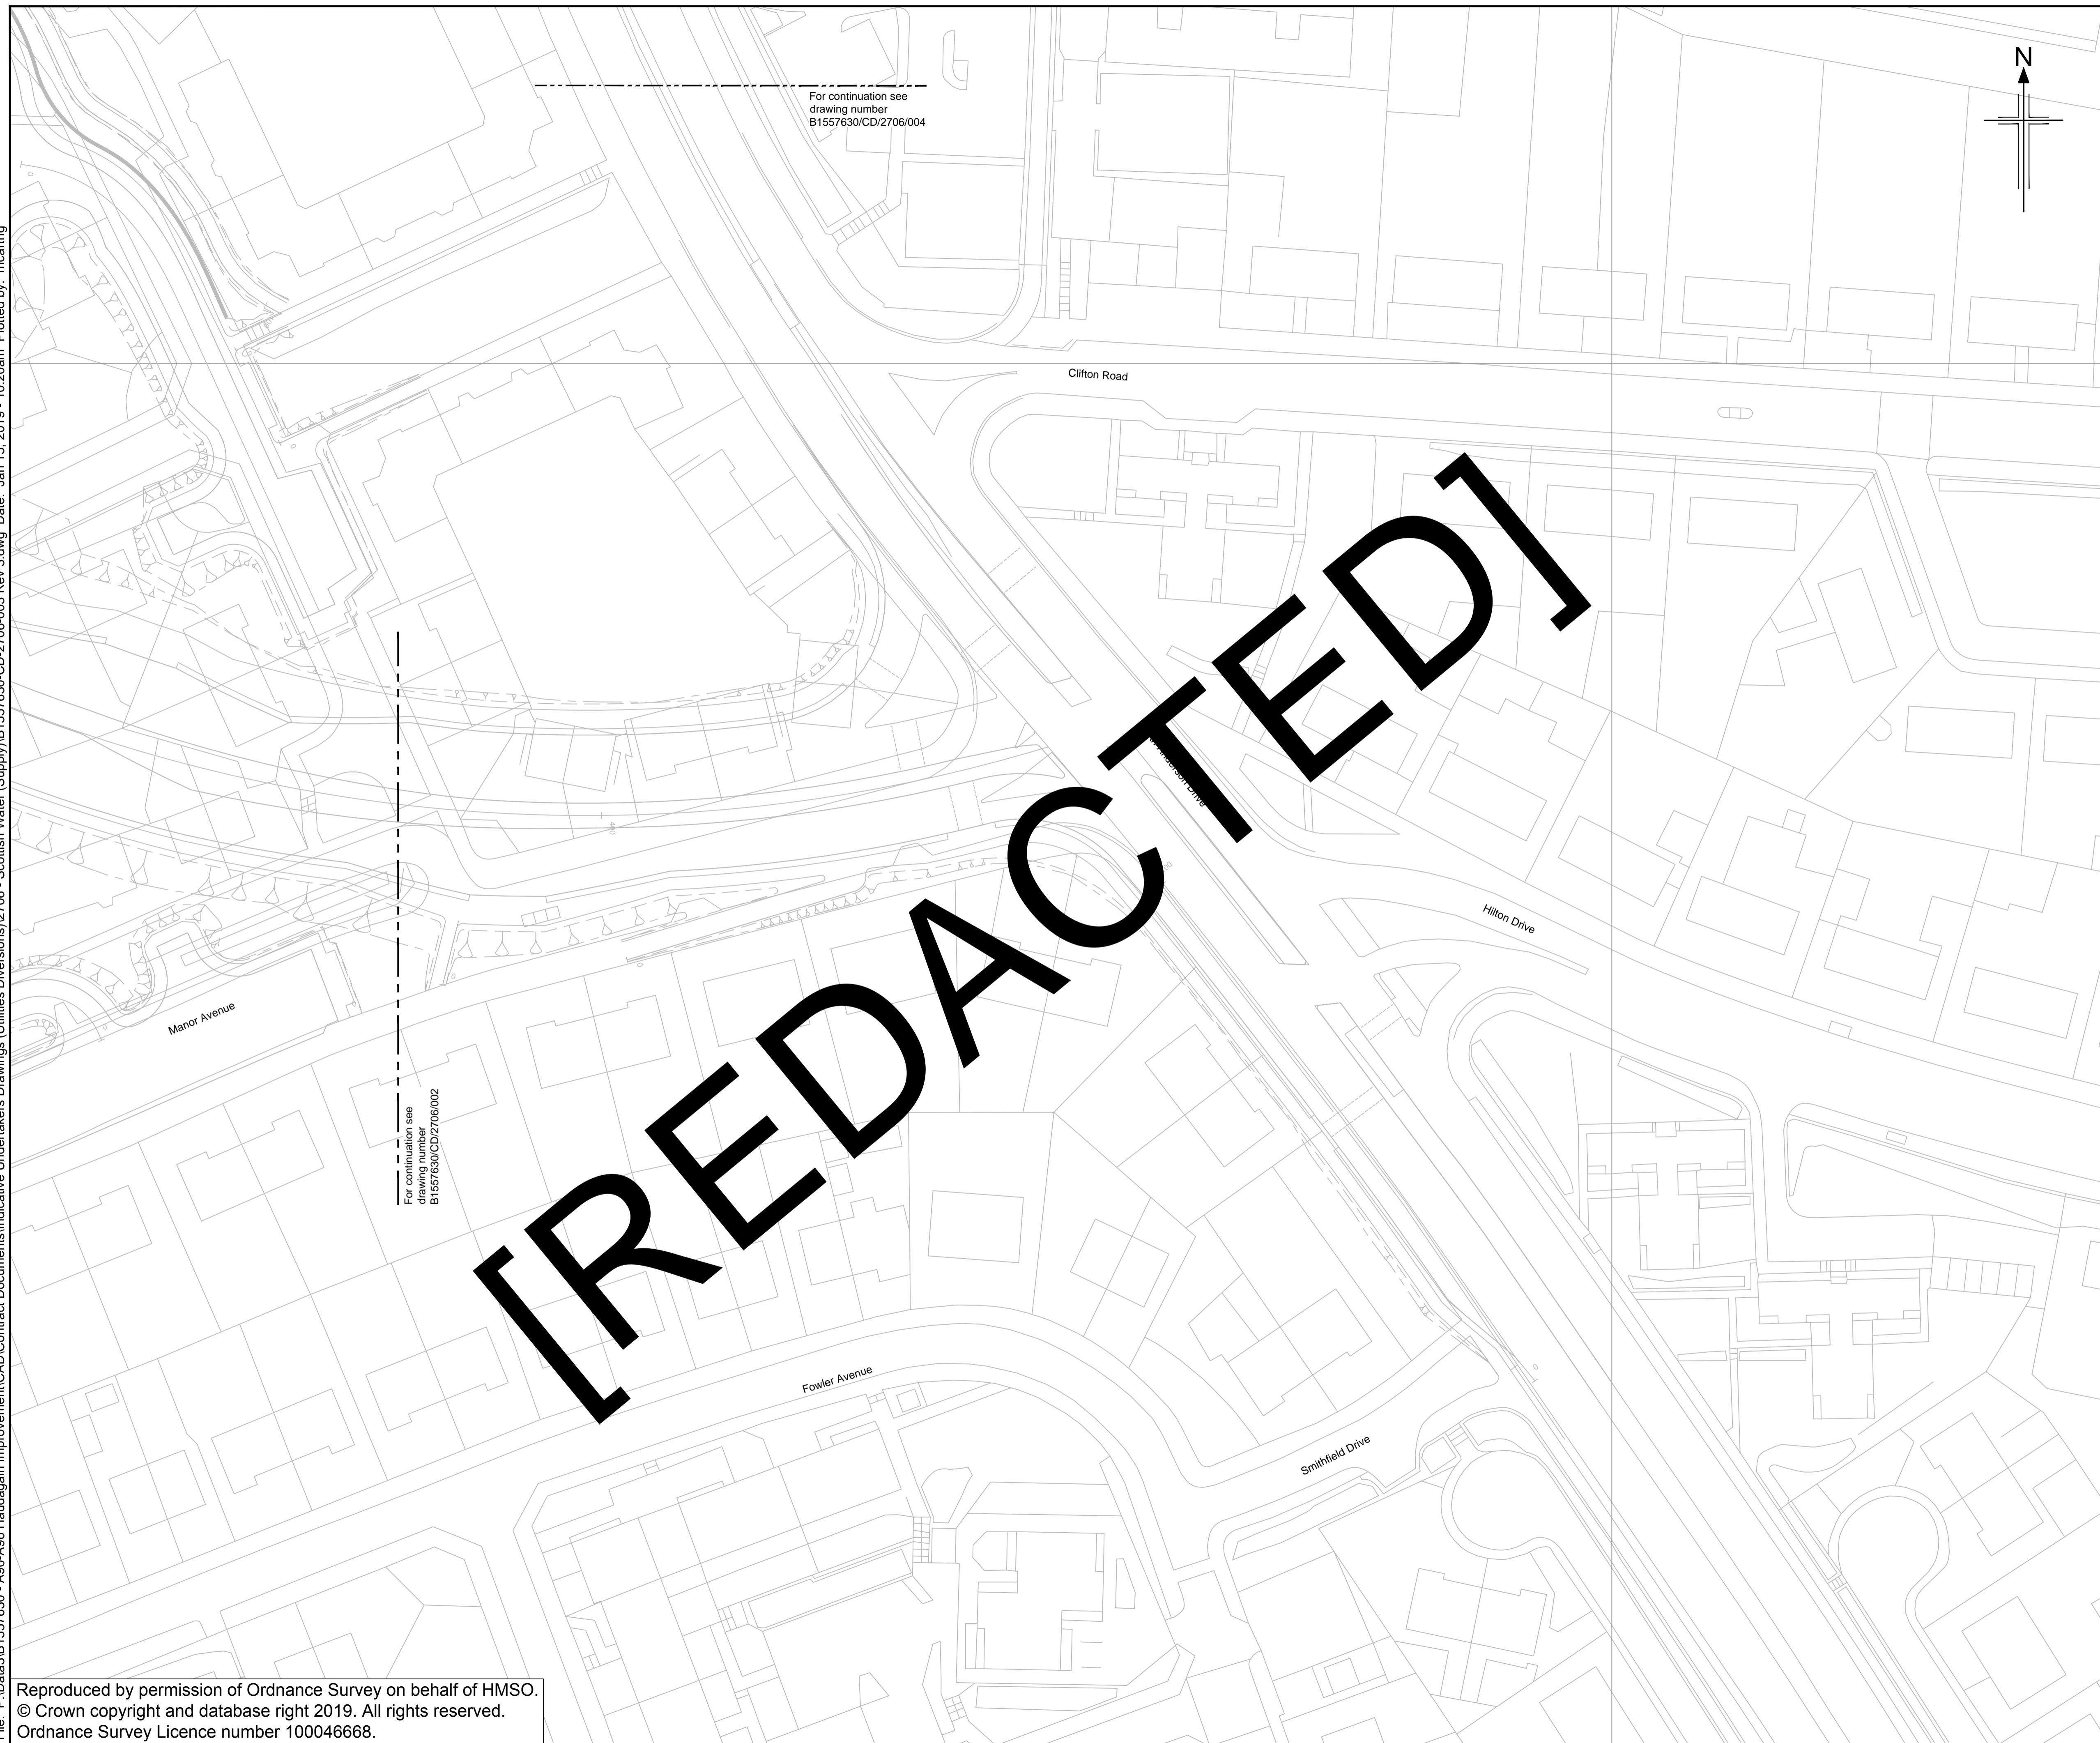 For continuation see
drawing number
B1557630/CD/2706/004
N
Clifton Road
Anderson Drive
Hilton Drive
Manor Avenue
For continuation see
drawing number
B1557630/CD/2706/002
[REDACTED]
Fowler Avenue
Smithfield Drive
Reproduced by permission of Ordnance Survey on behalf of HMSO.
© Crown copyright and database right 2019. All rights reserved.
Ordnance Survey Licence number 100046668.